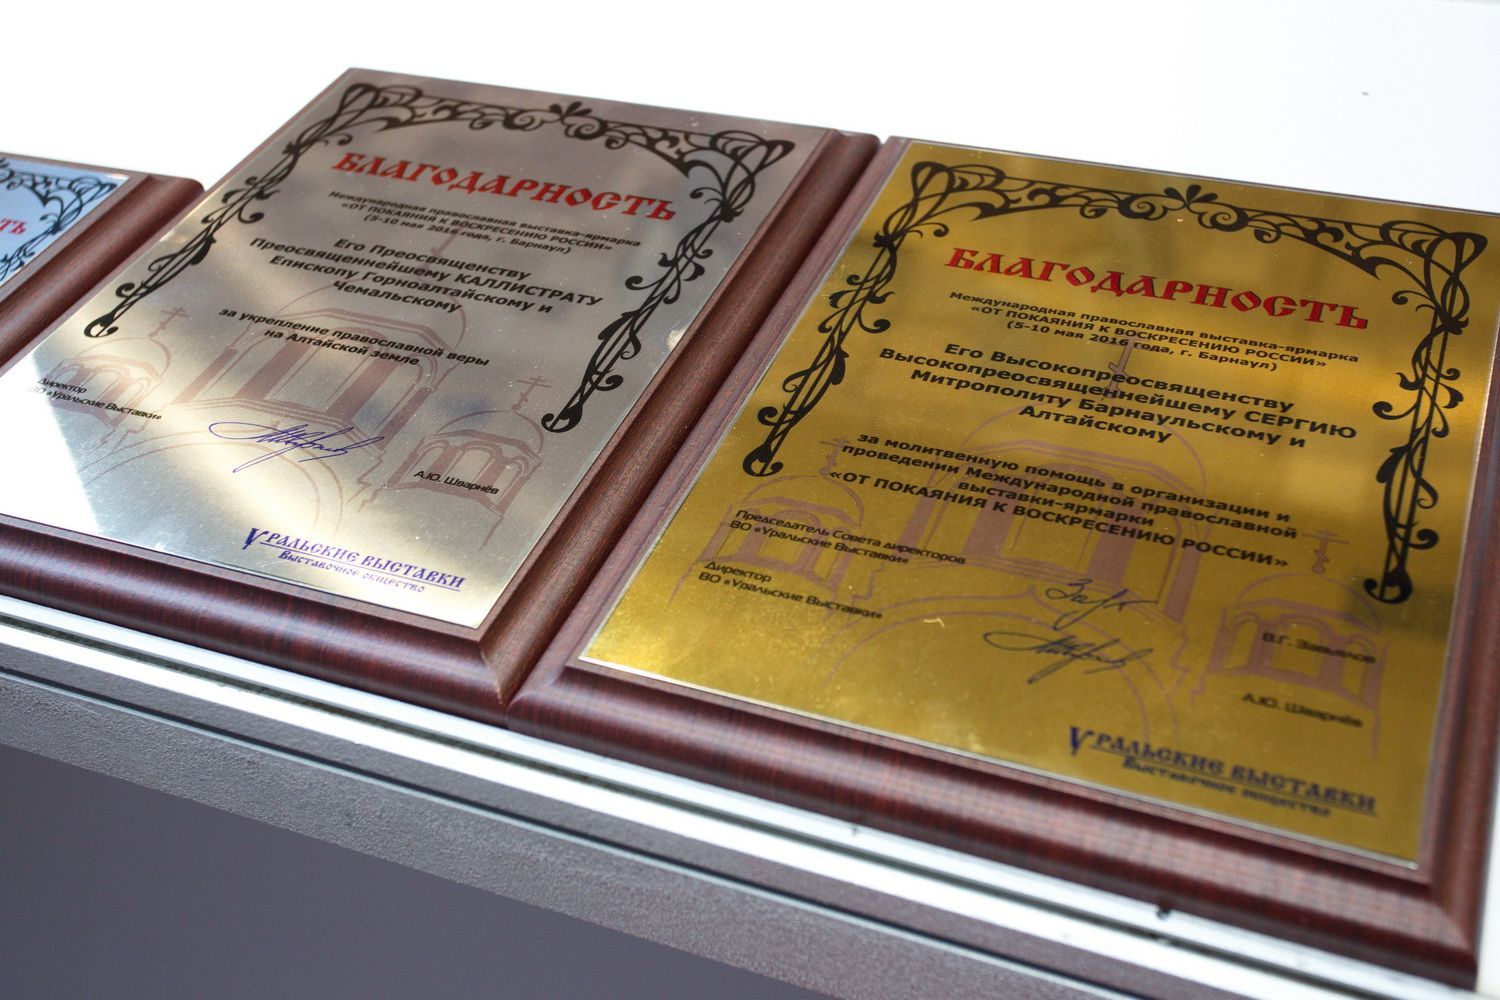 СТЬ
БЛАГОДАРНОСТЬ
Международная православная выставка-ярмарка
«ОТ ПОКАЯНИЯ К ВОСКРЕСЕНИЮ РОССИИ»
(5-10 мая 2016 года, г. Барнаул)
Его Преосвященству
Преосвященнейшему КАЛЛИСТРАТУ
Епископу Горноалтайскому и
Чемальскому
за укрепление православной веры
на Алтайской земле
Директор
ВО «Уральские Выставки»
А.Ю. Шварнёв
УРАЛЬСКИЕ ВЫСТАВКИ
Выставочное общество
БЛАГОДАРНОСТЬ
Международная православная выставка-ярмарка
«ОТ ПОКАЯНИЯ К ВОСКРЕСЕНИЮ РОССИИ»
(5-10 мая 2016 года, г. Барнаул)
Его Высокопреосвященству
Высокопреосвященнейшему СЕРГИЮ
Митрополиту Барнаульскому и
Алтайскому
за молитвенную помощь в организации и
проведении Международной православной
выставки-ярмарки
«ОТ ПОКАЯНИЯ К ВОСКРЕСЕНИЮ РОССИИ»
Председатель Совета директоров
ВО «Уральские Выставки»
В.Г. Завьялов
Директор
ВО «Уральские Выставки»
А.Ю. Шварнёв
УРАЛЬСКИЕ ВЫСТАВКИ
Выставочное общество